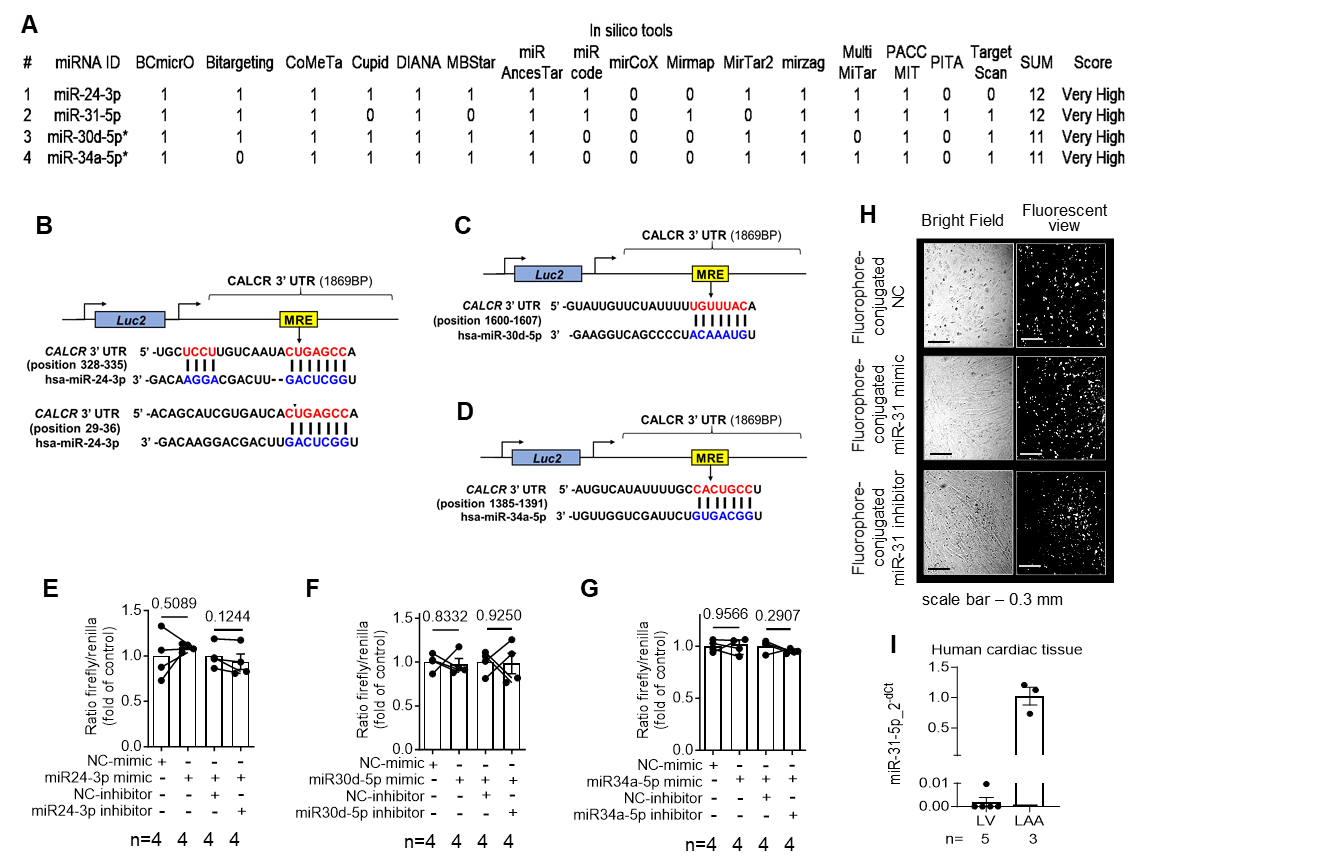 A
In silico tools
# miRNA ID BCmicrO Bitargeting CoMeTa Cupid DIANA MBStar miR AncesTar miR code mirCoX Mirmap MirTar2 mirzag Multi MiTar PACC MIT PITA Target Scan SUM Score
1 miR-24-3p 1 1 1 1 1 1 1 1 0 0 1 1 1 1 0 0 12 Very High
2 miR-31-5p 1 1 1 0 1 0 1 1 0 1 0 1 1 1 1 1 12 Very High
3 miR-30d-5p* 1 1 1 1 1 1 1 0 0 0 1 1 0 1 0 1 11 Very High
4 miR-34a-5p* 1 0 1 1 1 1 1 0 0 0 1 1 1 1 0 1 11 Very High
B
CALCR 3' UTR (1869BP)
Luc2
MRE
CALCR 3' UTR 5' -UGCUCCUUGUCAAUACUGAGCCA
(position 328-335)
hsa-miR-24-3p 3' -GACAAGGACGACUU--GACUCGGU
CALCR 3' UTR 5' -ACAGCAUCGUGAUCACUGAGCCA
(position 29-36)
hsa-miR-24-3p 3' -GACAAGGACGACUUGACUCGGU
C
CALCR 3' UTR (1869BP)
Luc2
MRE
CALCR 3' UTR 5' -GUAUUGUUCUAUUUUUGUUUACA
(position 1600-1607)
hsa-miR-30d-5p 3' -GAAGGUCAGCCCCUACAAAUGU
D
CALCR 3' UTR (1869BP)
Luc2
MRE
CALCR 3' UTR 5' -AUGUCAUAUUUUGCCACUGCCU
(position 1385-1391)
hsa-miR-34a-5p 3' -UGUUGGUCGAUUCUGUGACGGU
H
Bright Field
Fluorescent view
Fluorophore-conjugated NC
Fluorophore-conjugated miR-31 mimic
Fluorophore-conjugated miR-31 inhibitor
scale bar – 0.3 mm
E
Ratio firefly/renilla
(fold of control)
1.5
1.0
0.5
0.0
0.5089
0.1244
NC-mimic + - - -
miR24-3p mimic - + + +
NC-inhibitor - - + -
miR24-3p inhibitor - - - +
n=4 4 4 4
F
Ratio firefly/renilla
(fold of control)
1.5
1.0
0.5
0.0
0.8332
0.9250
NC-mimic + - - -
miR30d-5p mimic - + + +
NC-inhibitor - - + -
miR30d-5p inhibitor - - - +
n=4 4 4 4
G
Ratio firefly/renilla
(fold of control)
1.0
0.5
0.0
0.9566
0.2907
NC-mimic + - - -
miR34a-5p mimic - + + +
NC-inhibitor - - + -
miR34a-5p inhibitor - - - +
n=4 4 4 4
I
Human cardiac tissue
miR-31-5p_2^-dCt
1.5
1.0
0.5
0.01
0.00
LV LAA
n= 5 3